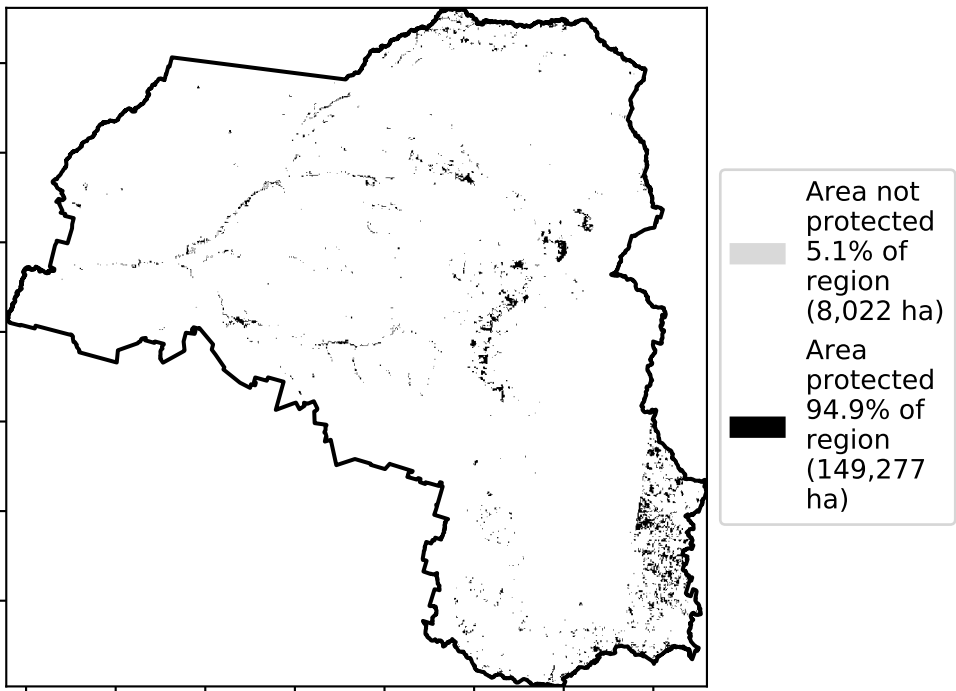 Area not
protected
5.1% of
region
(8,022 ha)
Area
protected
94.9% of
region
(149,277
ha)